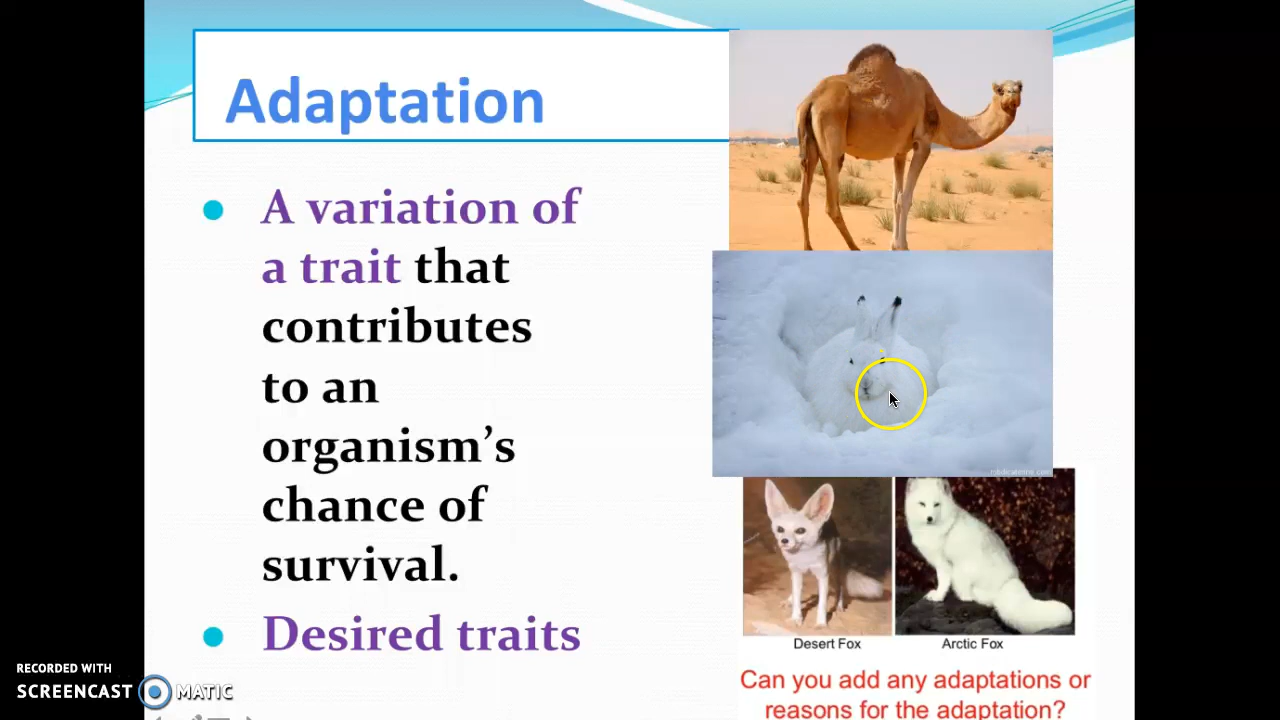 Adaptation
A variation of
a trait that
contributes
to an
organism's
chance of
survival.
Desired traits
Desert Fox
Arctic Fox
Can you add any adaptations or
reasons for the adaptation?
RECORDED WITH
SCREENCAST MATIC